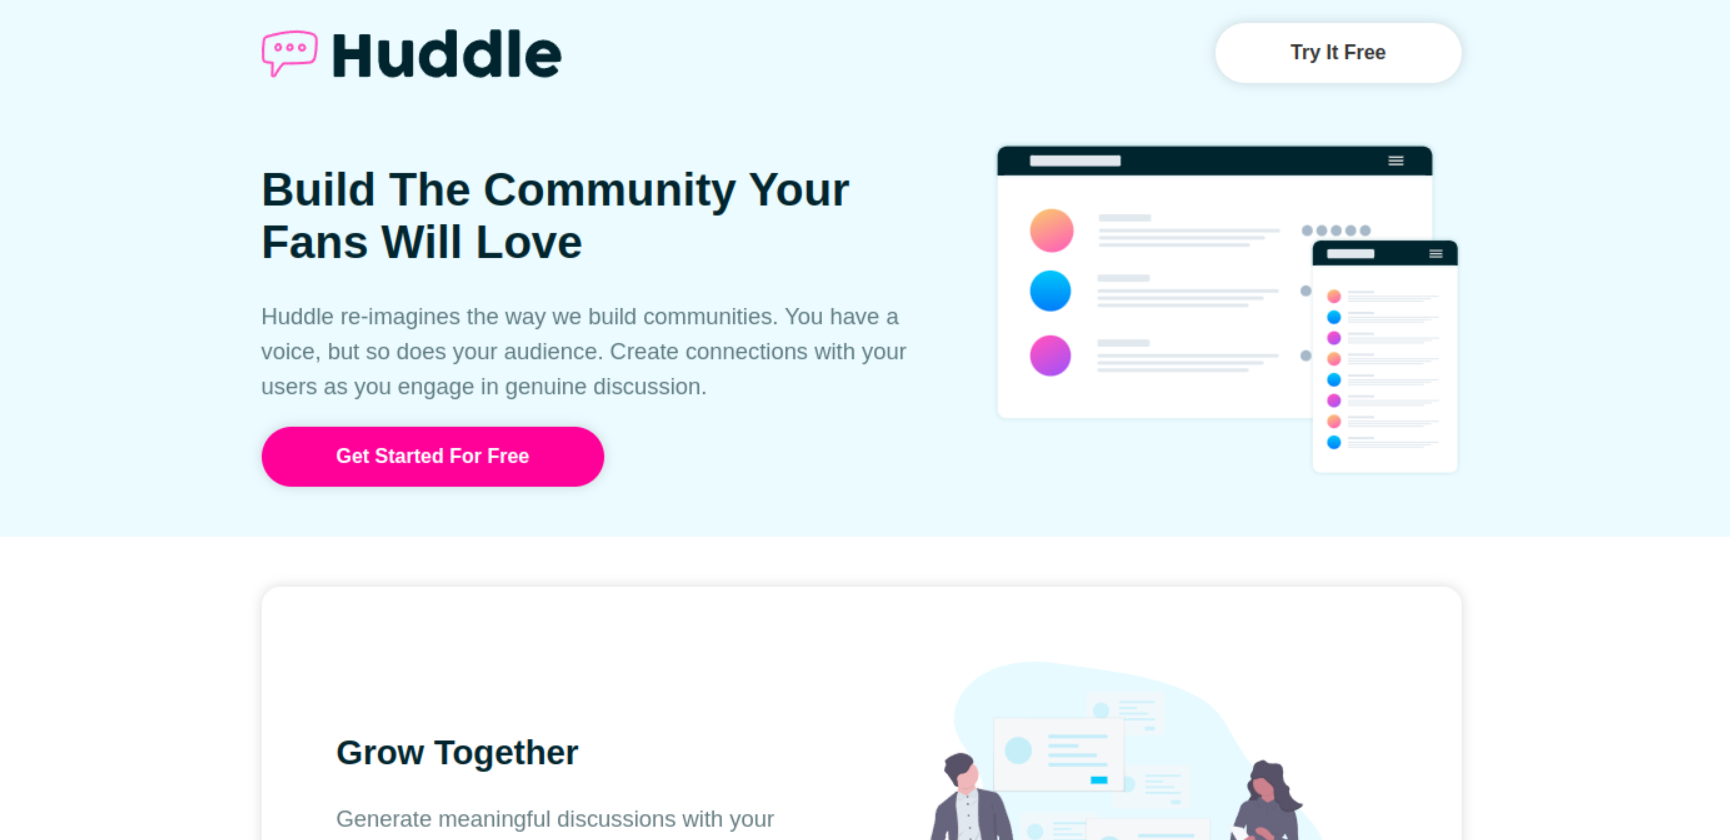 Huddle
Try It Free
Build The Community Your
Fans Will Love
Huddle re-imagines the way we build communities. You have a
voice, but so does your audience. Create connections with your
users as you engage in genuine discussion.
Get Started For Free
Grow Together
Generate meaningful discussions with your